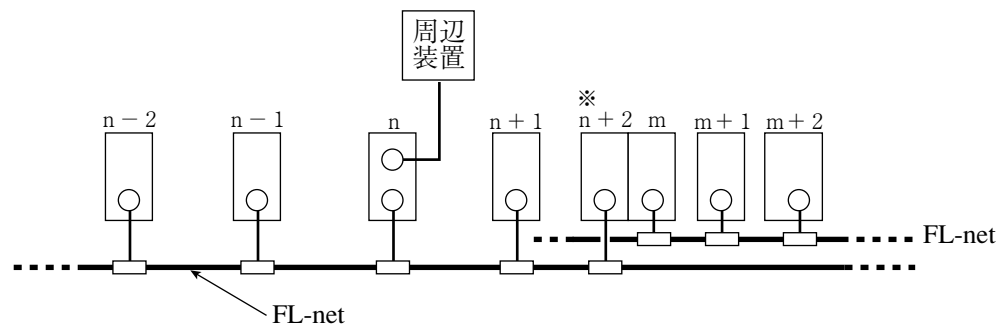 周辺
装置
※
n－2
n－1
n
n＋1
n＋2
m
m＋1
m＋2
FL-net
FL-net